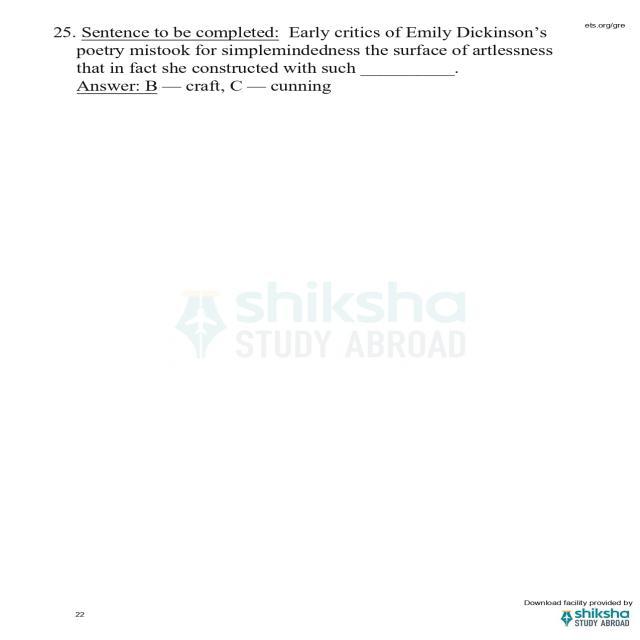 ets.org/gre
25. Sentence to be completed: Early critics of Emily Dickinson's
poetry mistook for simplemindedness the surface of artlessness
that in fact she constructed with such ___________.
Answer: B — craft, C — cunning
shiksha
STUDY ABROAD
Download facility provided by
22
shiksha
STUDY ABROAD